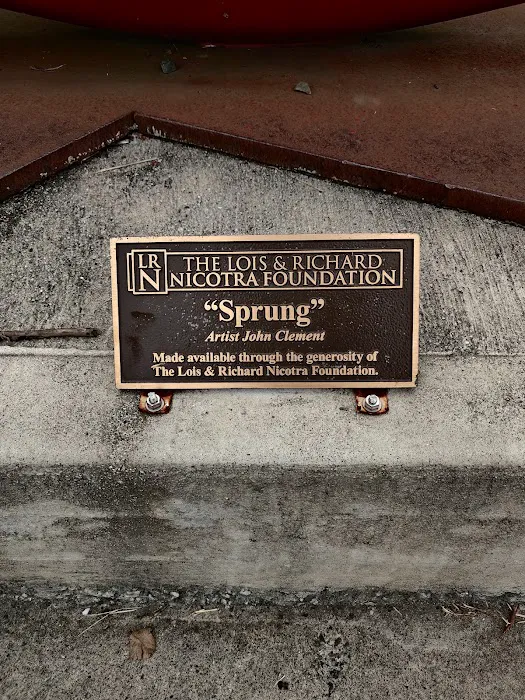 LR
N
THE LOIS & RICHARD
NICOTRA FOUNDATION
“Sprung”
Artist John Clement
Made available through the generosity of
The Lois & Richard Nicotra Foundation.